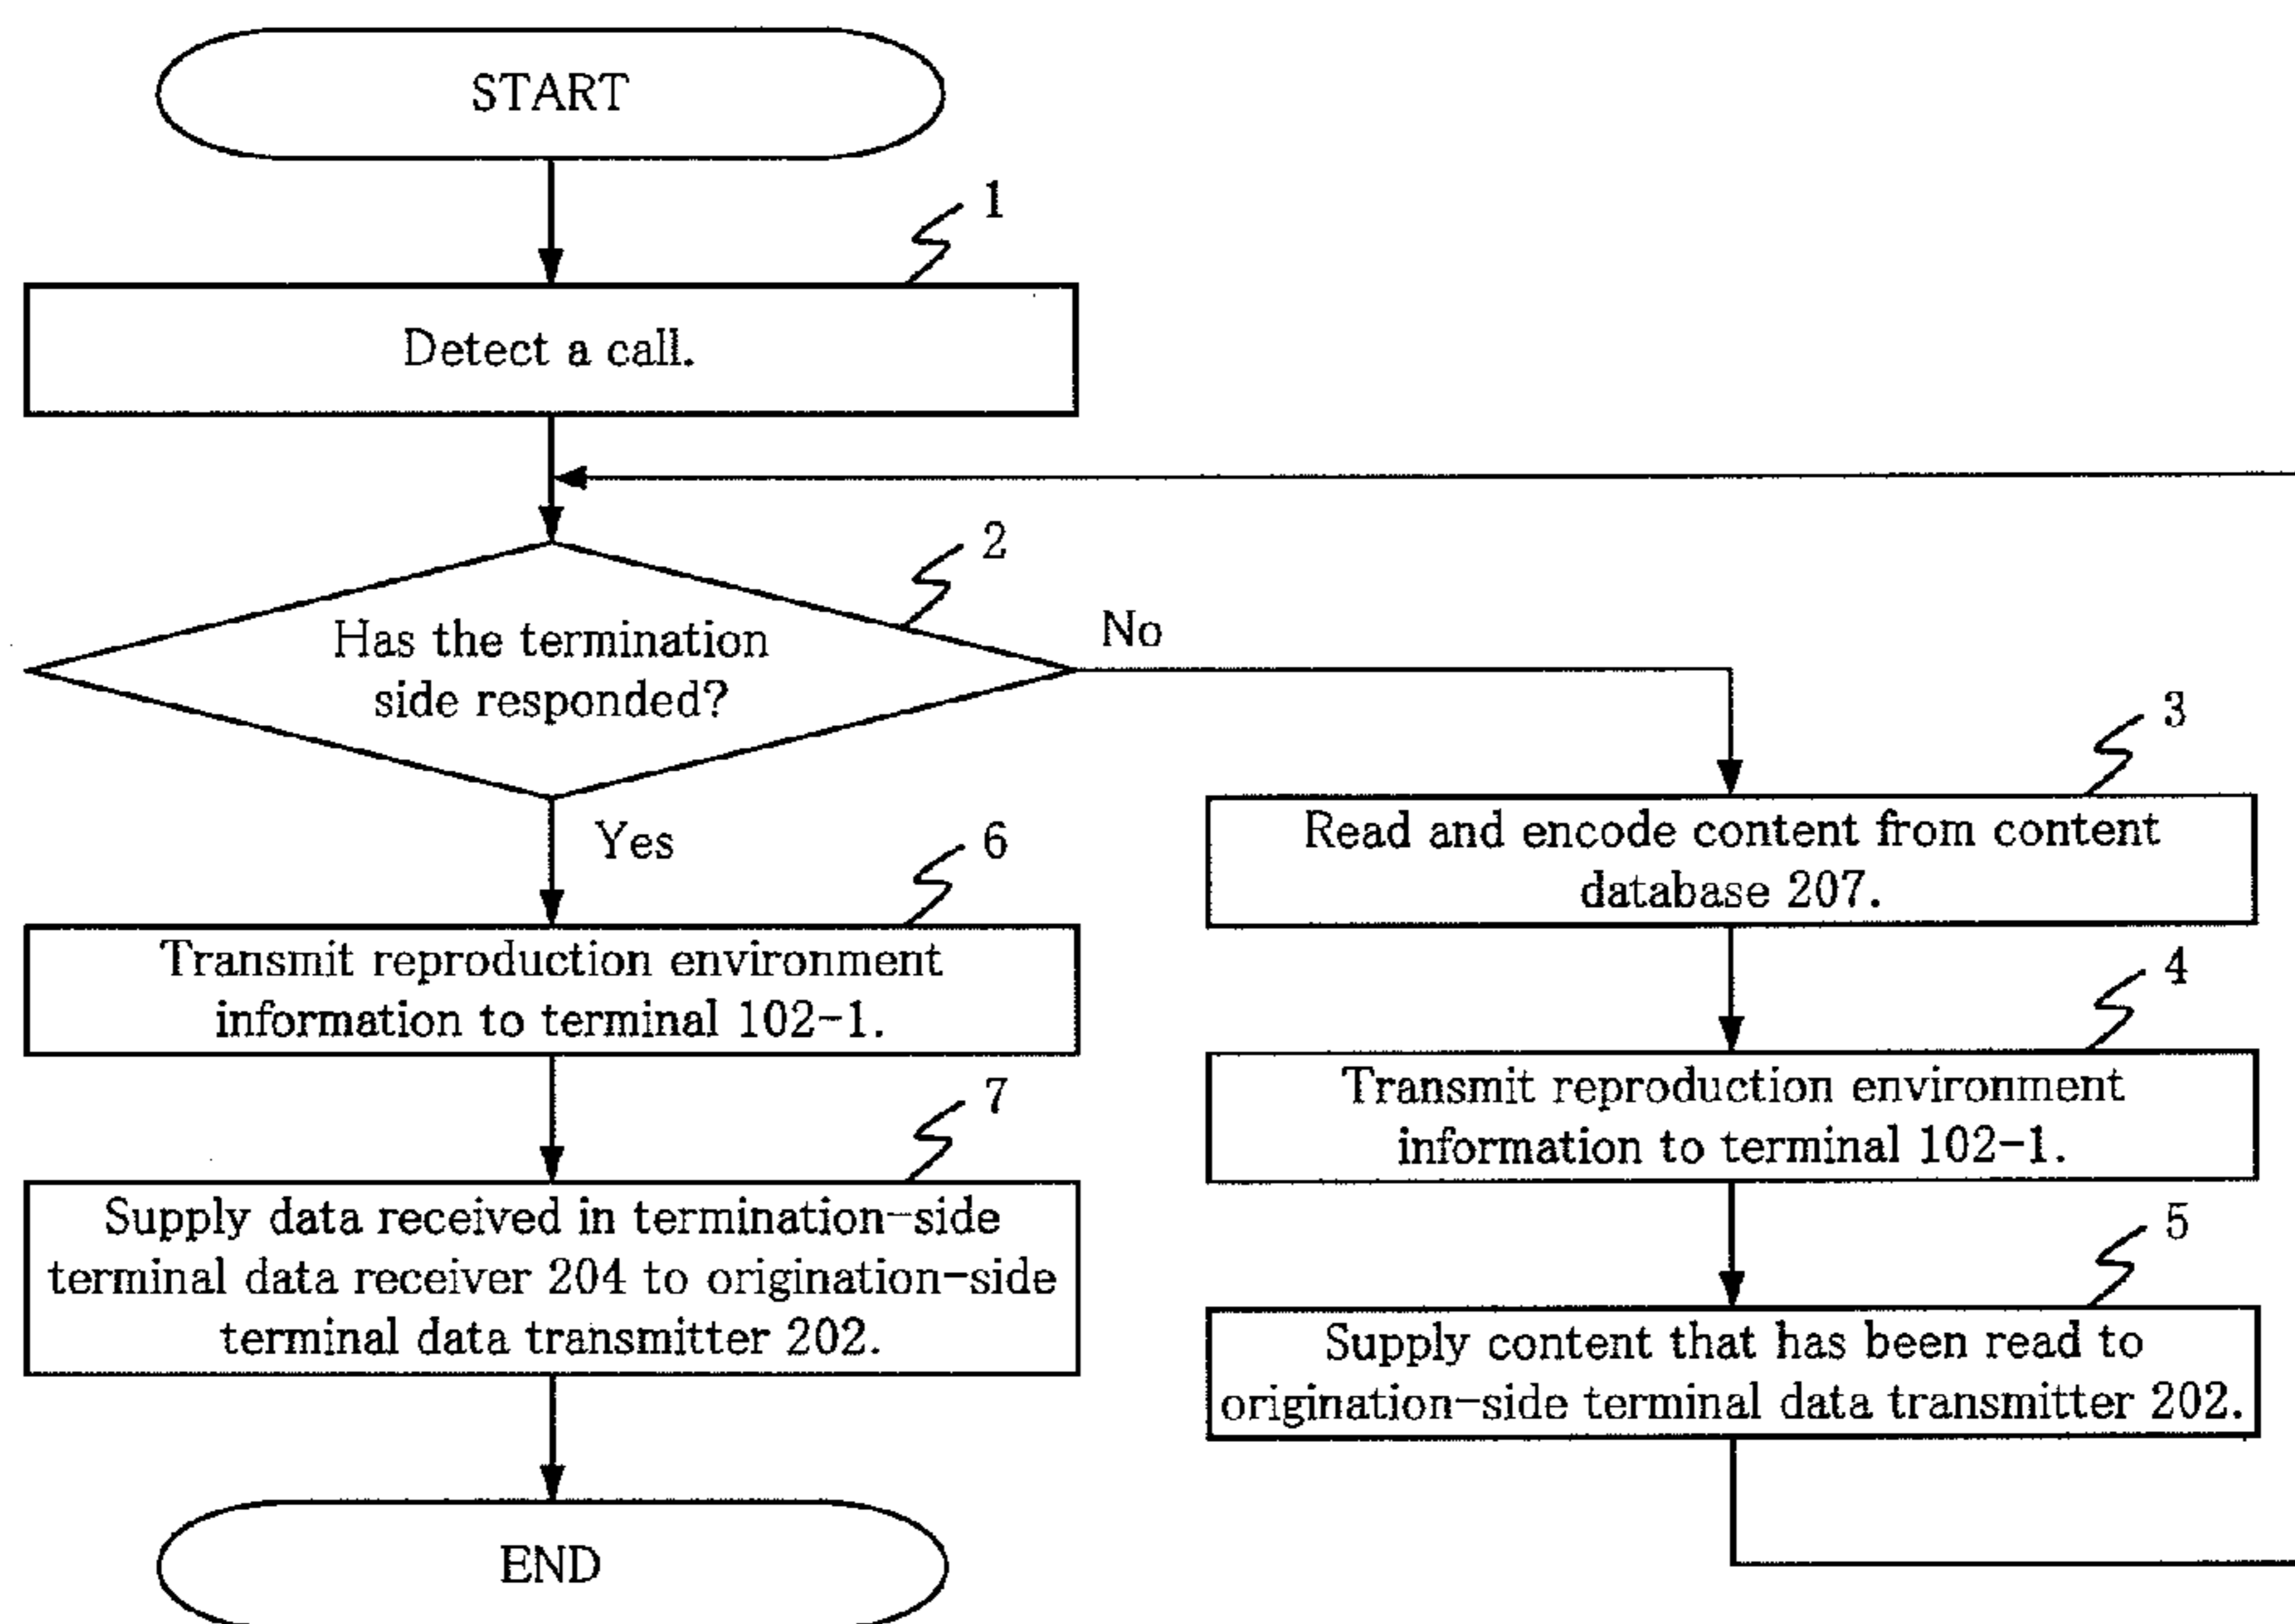 START
1
Detect a call.
2
Has the termination
side responded?
No
Yes
3
Read and encode content from content
database 207.
6
Transmit reproduction environment
information to terminal 102-1.
4
Transmit reproduction environment
information to terminal 102-1.
7
Supply data received in termination-side
terminal data receiver 204 to origination-side
terminal data transmitter 202.
5
Supply content that has been read to
origination-side terminal data transmitter 202.
END